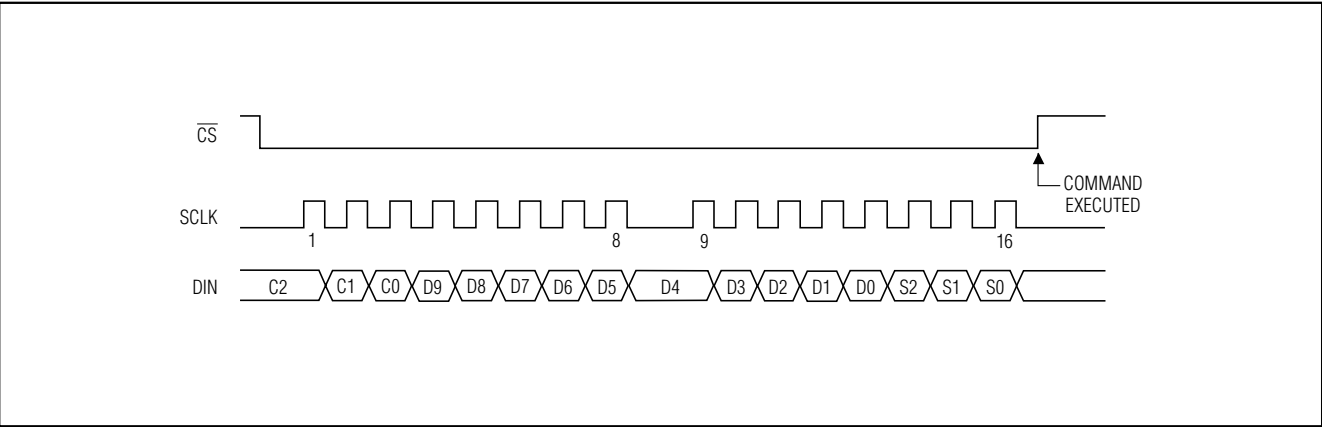 C̅S̅
COMMAND
EXECUTED
SCLK
1 8 9 16
DIN C2 C1 C0 D9 D8 D7 D6 D5 D4 D3 D2 D1 D0 S2 S1 S0